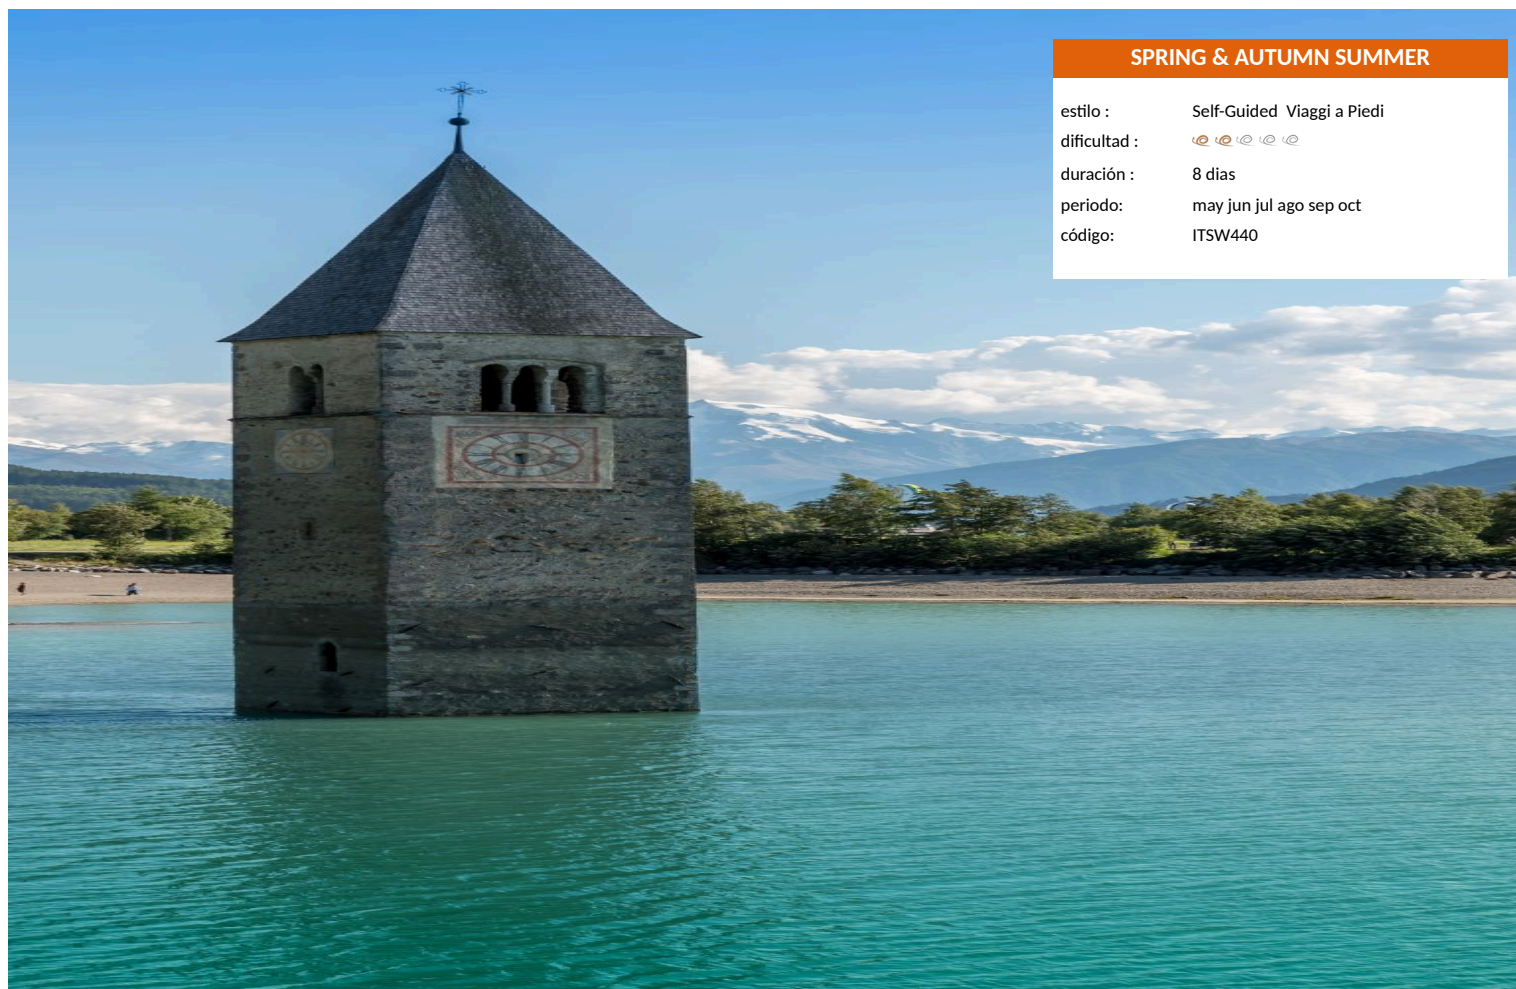 SPRING & AUTUMN SUMMER
estilo : Self-Guided  Viaggi a Piedi
dificultad :
duración : 8 dias
periodo: may jun jul ago sep oct
código: ITSW440